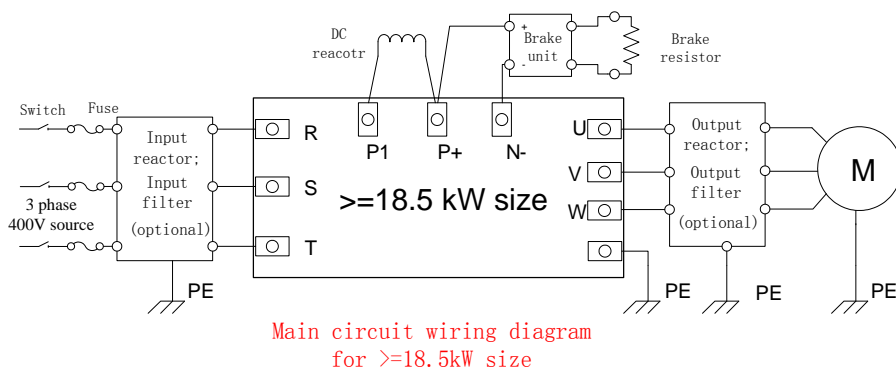 DC
reacotr
+
-
Brake
unit
Brake
resistor
Switch
Fuse
Input
reactor;
Input
filter
(optional)
3 phase
400V source
R
S
T
P1
P+
N-
>=18.5 kW size
U
V
W
Output
reactor;
Output
filter
(optional)
M
PE
PE
PE
PE
Main circuit wiring diagram
for >=18.5kW size